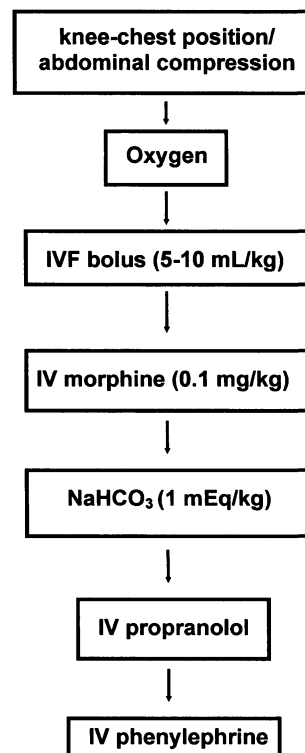 knee-chest position/
abdominal compression
Oxygen
IVF bolus (5-10 mL/kg)
IV morphine (0.1 mg/kg)
NaHCO₃ (1 mEq/kg)
IV propranolol
IV phenylephrine